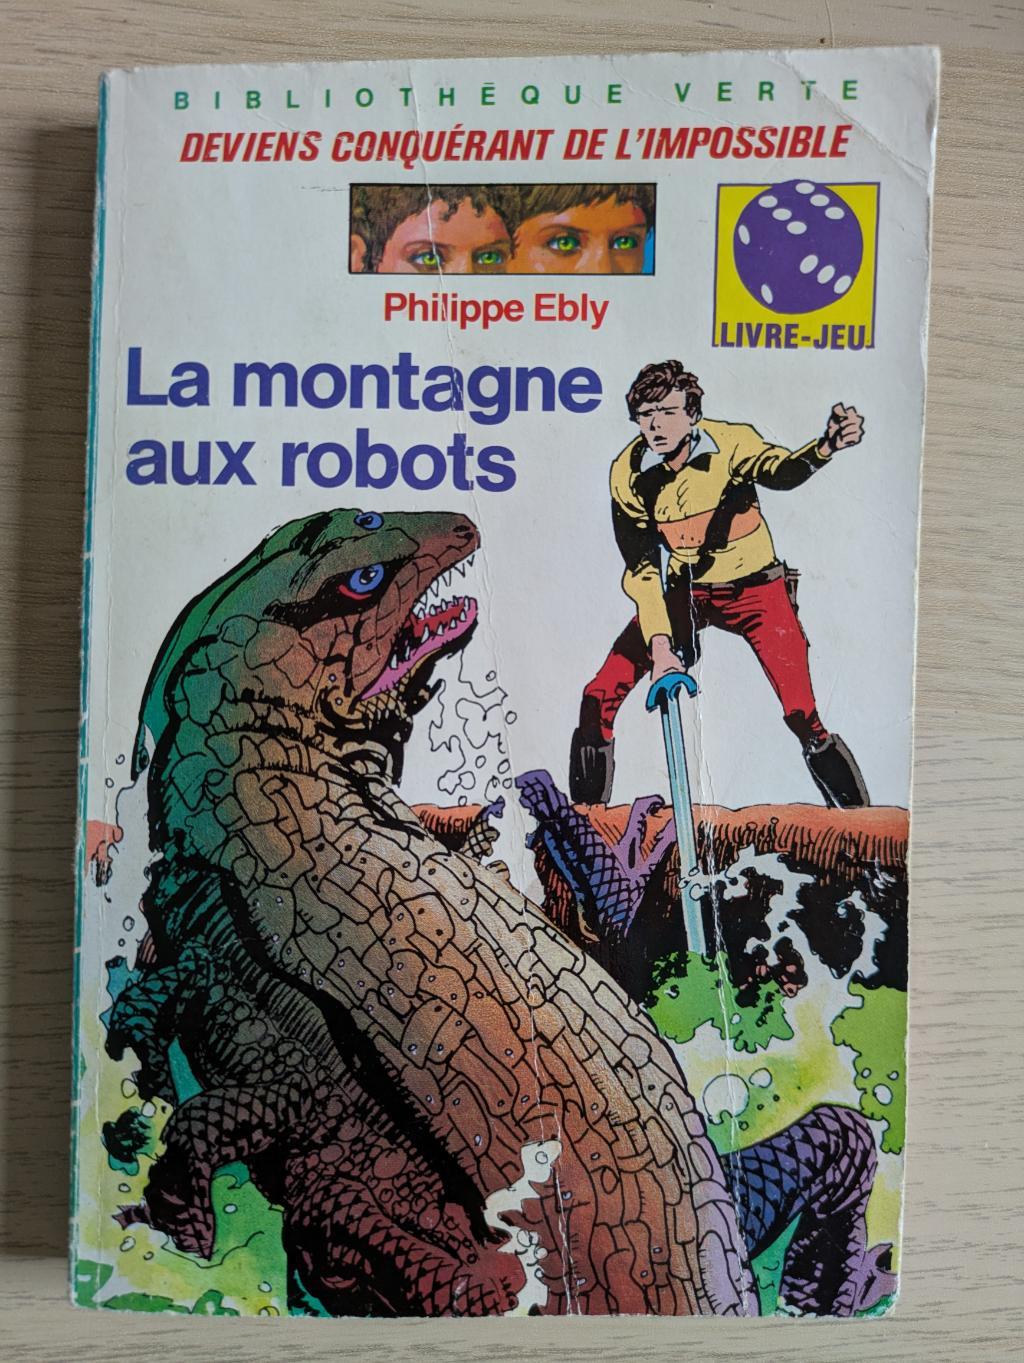 BIBLIOTHÈQUE VERTE
DEVIENS CONQUÉRANT DE L'IMPOSSIBLE
Philippe Ebly
LIVRE-JEU
La montagne
aux robots